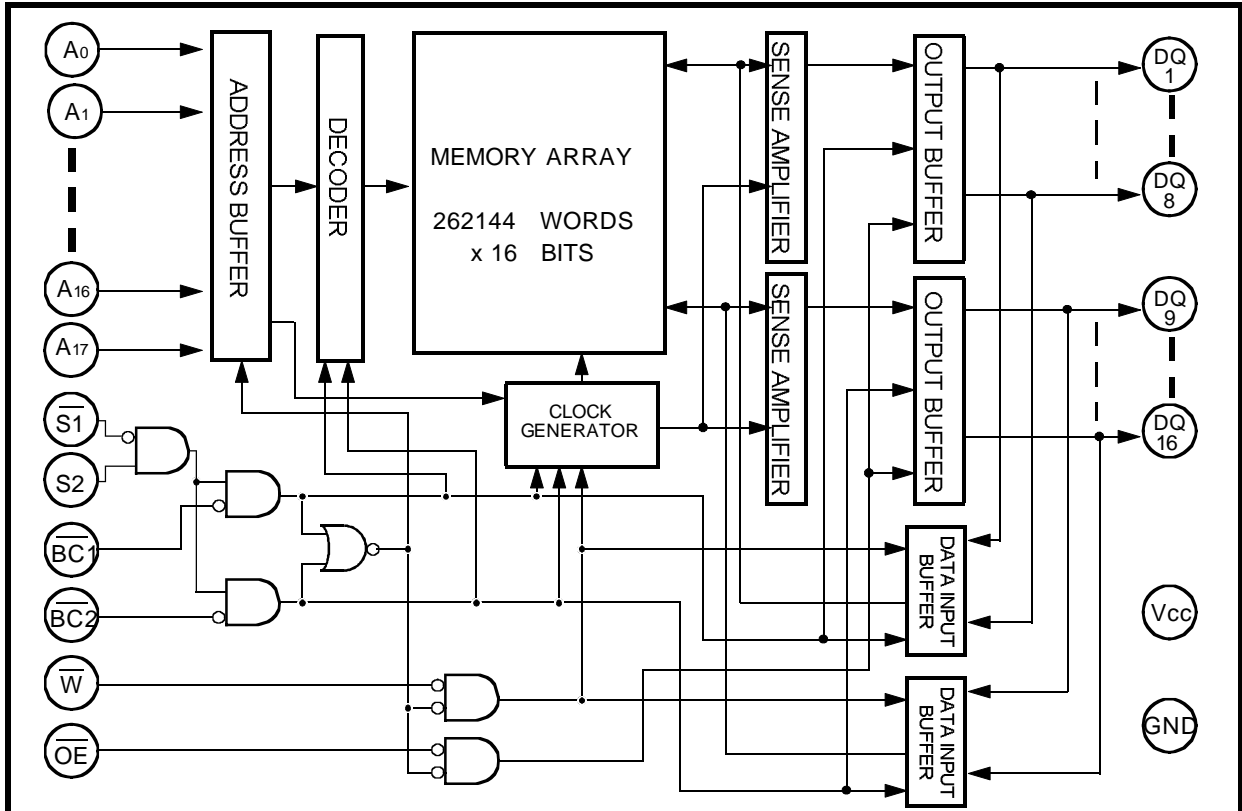 A0
A1
A16
A17
S1
S2
BC1
BC2
W
OE
ADDRESS BUFFER
DECODER
MEMORY ARRAY
262144 WORDS
x 16 BITS
CLOCK
GENERATOR
SENSE AMPLIFIER
SENSE AMPLIFIER
OUTPUT BUFFER
OUTPUT BUFFER
DATA INPUT
BUFFER
DATA INPUT
BUFFER
DQ
1
DQ
8
DQ
9
DQ
16
Vcc
GND